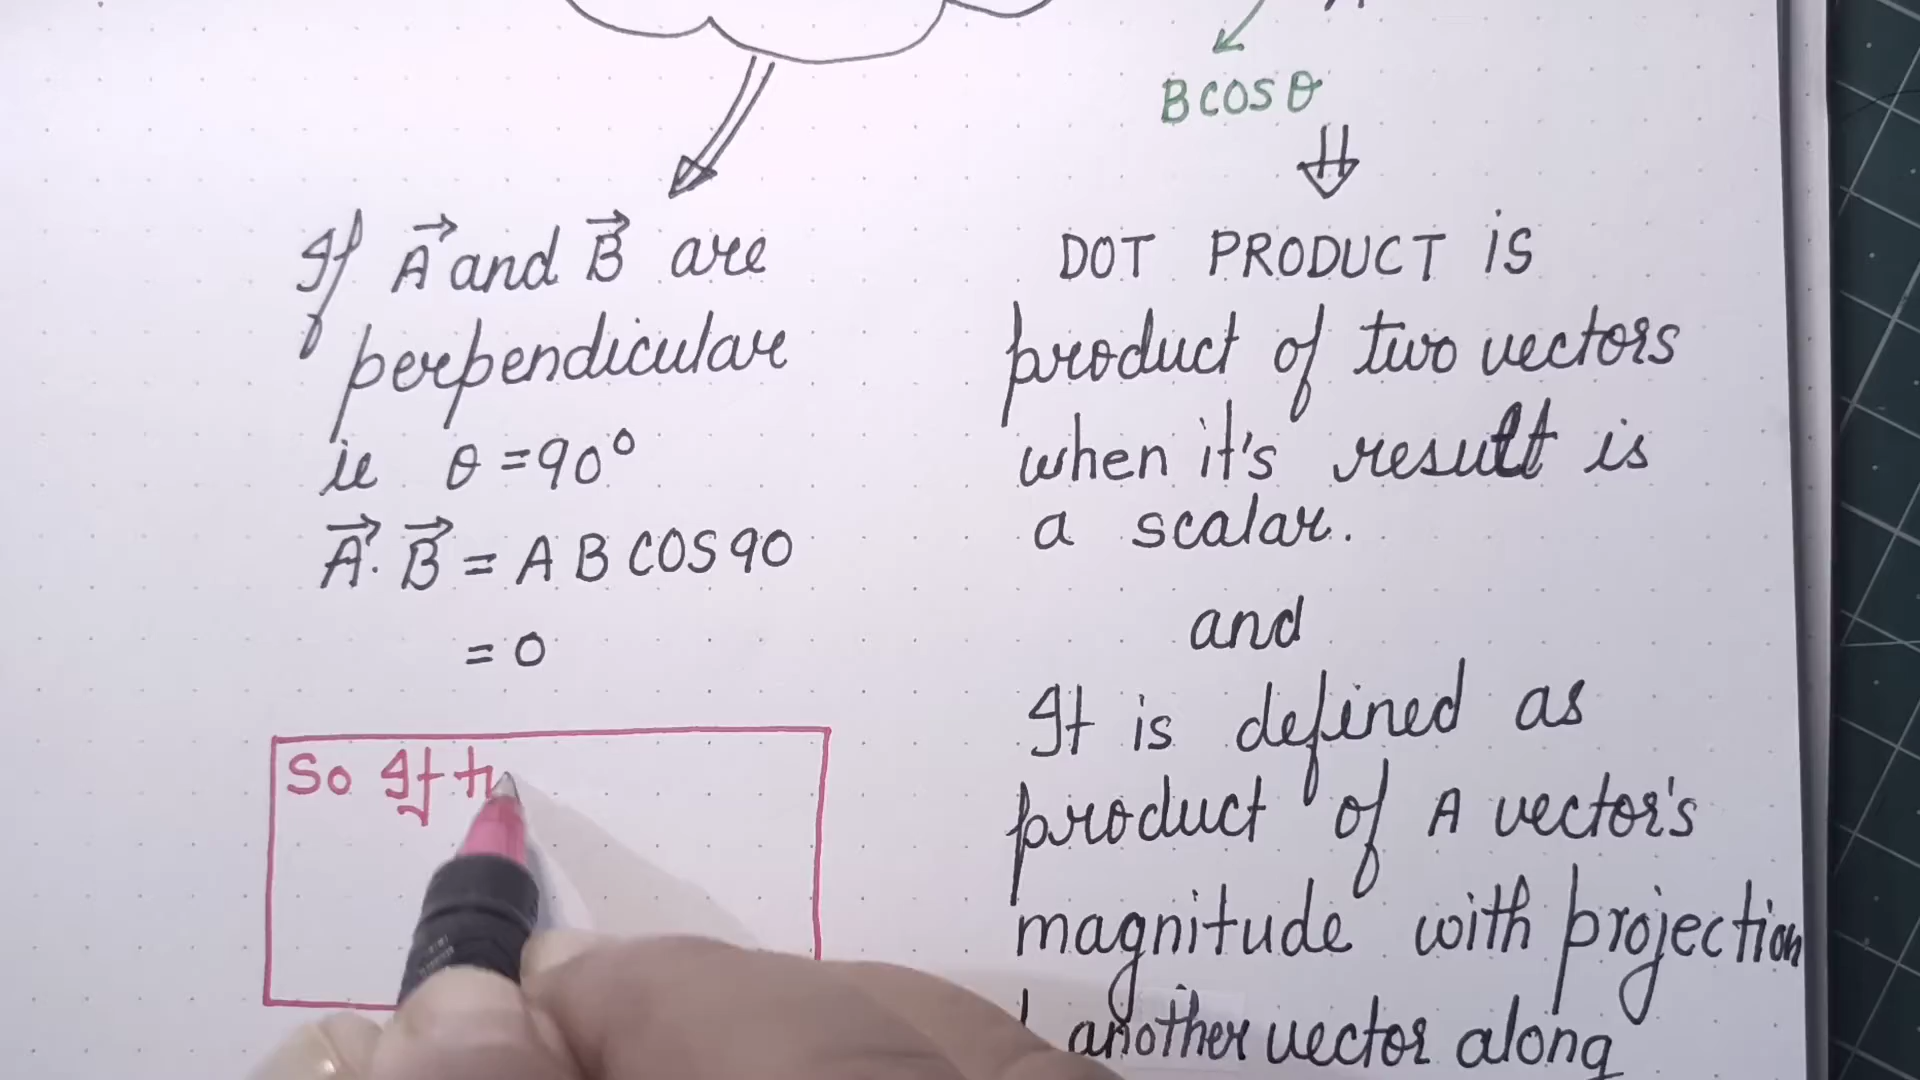 B COS θ
If A⃗ and B⃗ are
perpendicular
ie θ = 90°
A⃗ . B⃗ = A B COS 90
= 0
So If
DOT PRODUCT is
product of two vectors
when it's result is
a scalar.
and
It is defined as
product of A vector's
magnitude with projection
another vector along